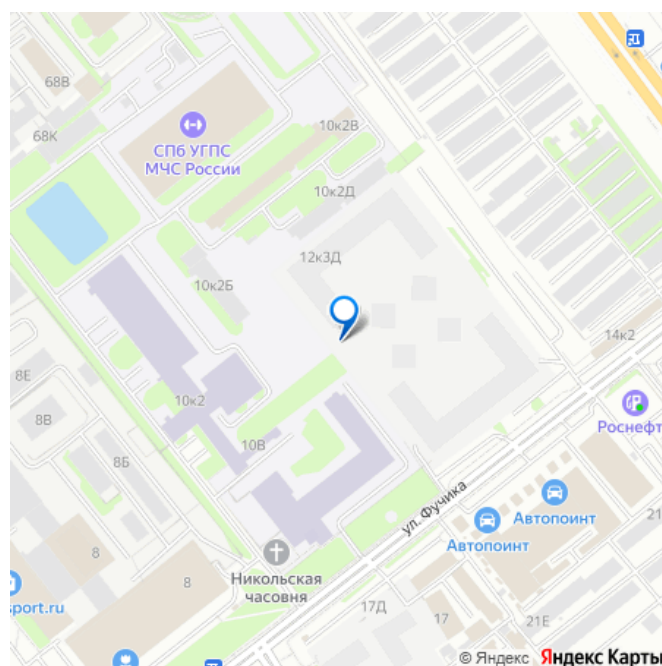 68В
68К
10к2В
СПб УГПС
МЧС России
10к2Д
12к3Д
10к2Б
14к2
8Е
Роснефт
10к2
8В
10В
8Б
ул. Фучика
Автопоинт
Автопоинт
21
Никольская
часовня
8
8
sport.ru
17Д
17
21Е
© Яндекс Яндекс Карты